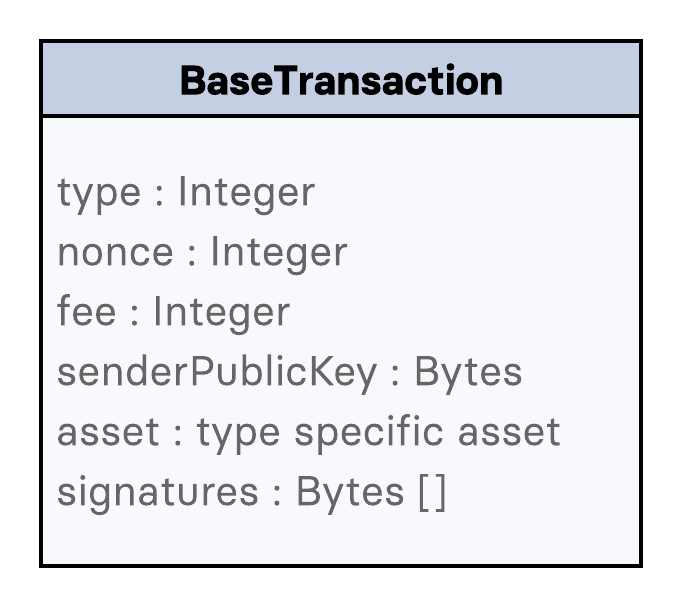 BaseTransaction
type : Integer
nonce : Integer
fee : Integer
senderPublicKey : Bytes
asset : type specific asset
signatures : Bytes []